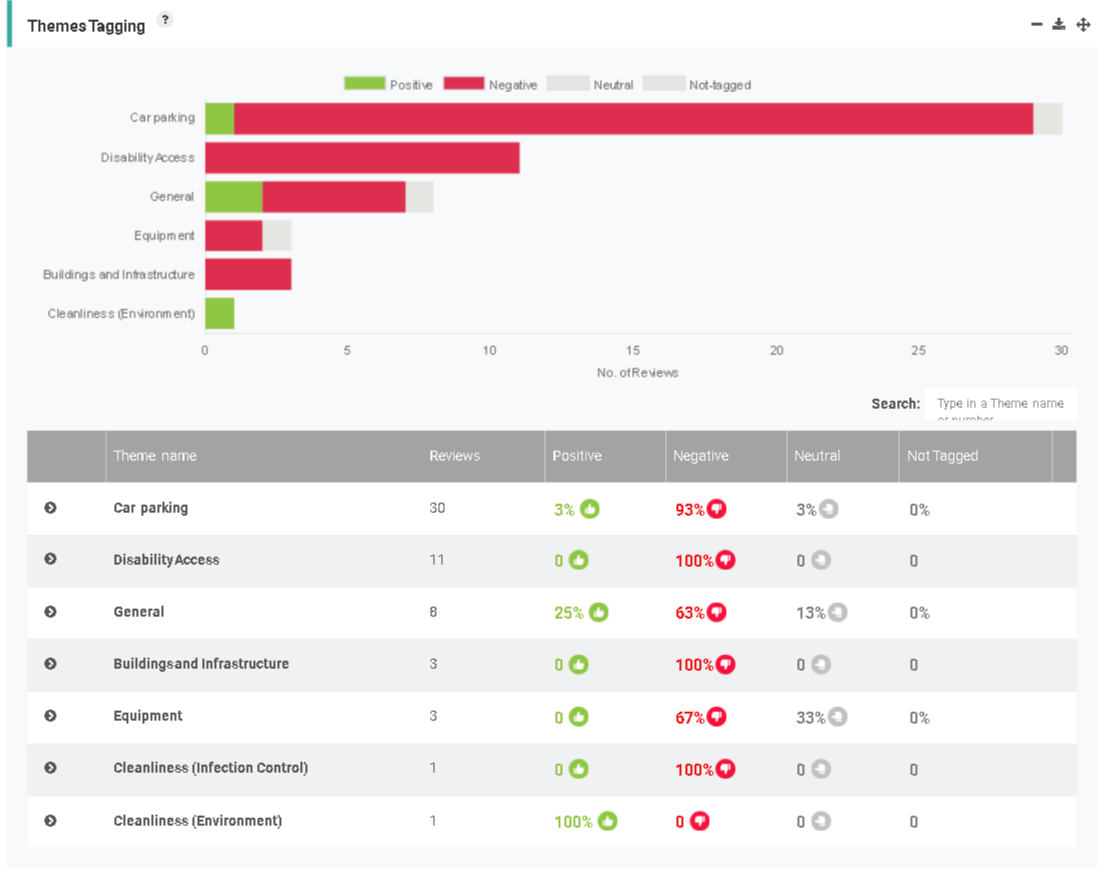 Themes Tagging ?
Positive Negative Neutral Not-tagged
Car parking
Disability Access
General
Equipment
Buildings and Infrastructure
Cleanliness (Environment)
0 5 10 15 20 25 30
No. of Reviews
Search: Type in a Theme name
or number
Theme name Reviews Positive Negative Neutral Not Tagged
Car parking 30 3% 93% 3% 0%
Disability Access 11 0 100% 0 0
General 8 25% 63% 13% 0%
Buildings and Infrastructure 3 0 100% 0 0
Equipment 3 0 67% 33% 0%
Cleanliness (Infection Control) 1 0 100% 0 0
Cleanliness (Environment) 1 100% 0 0 0